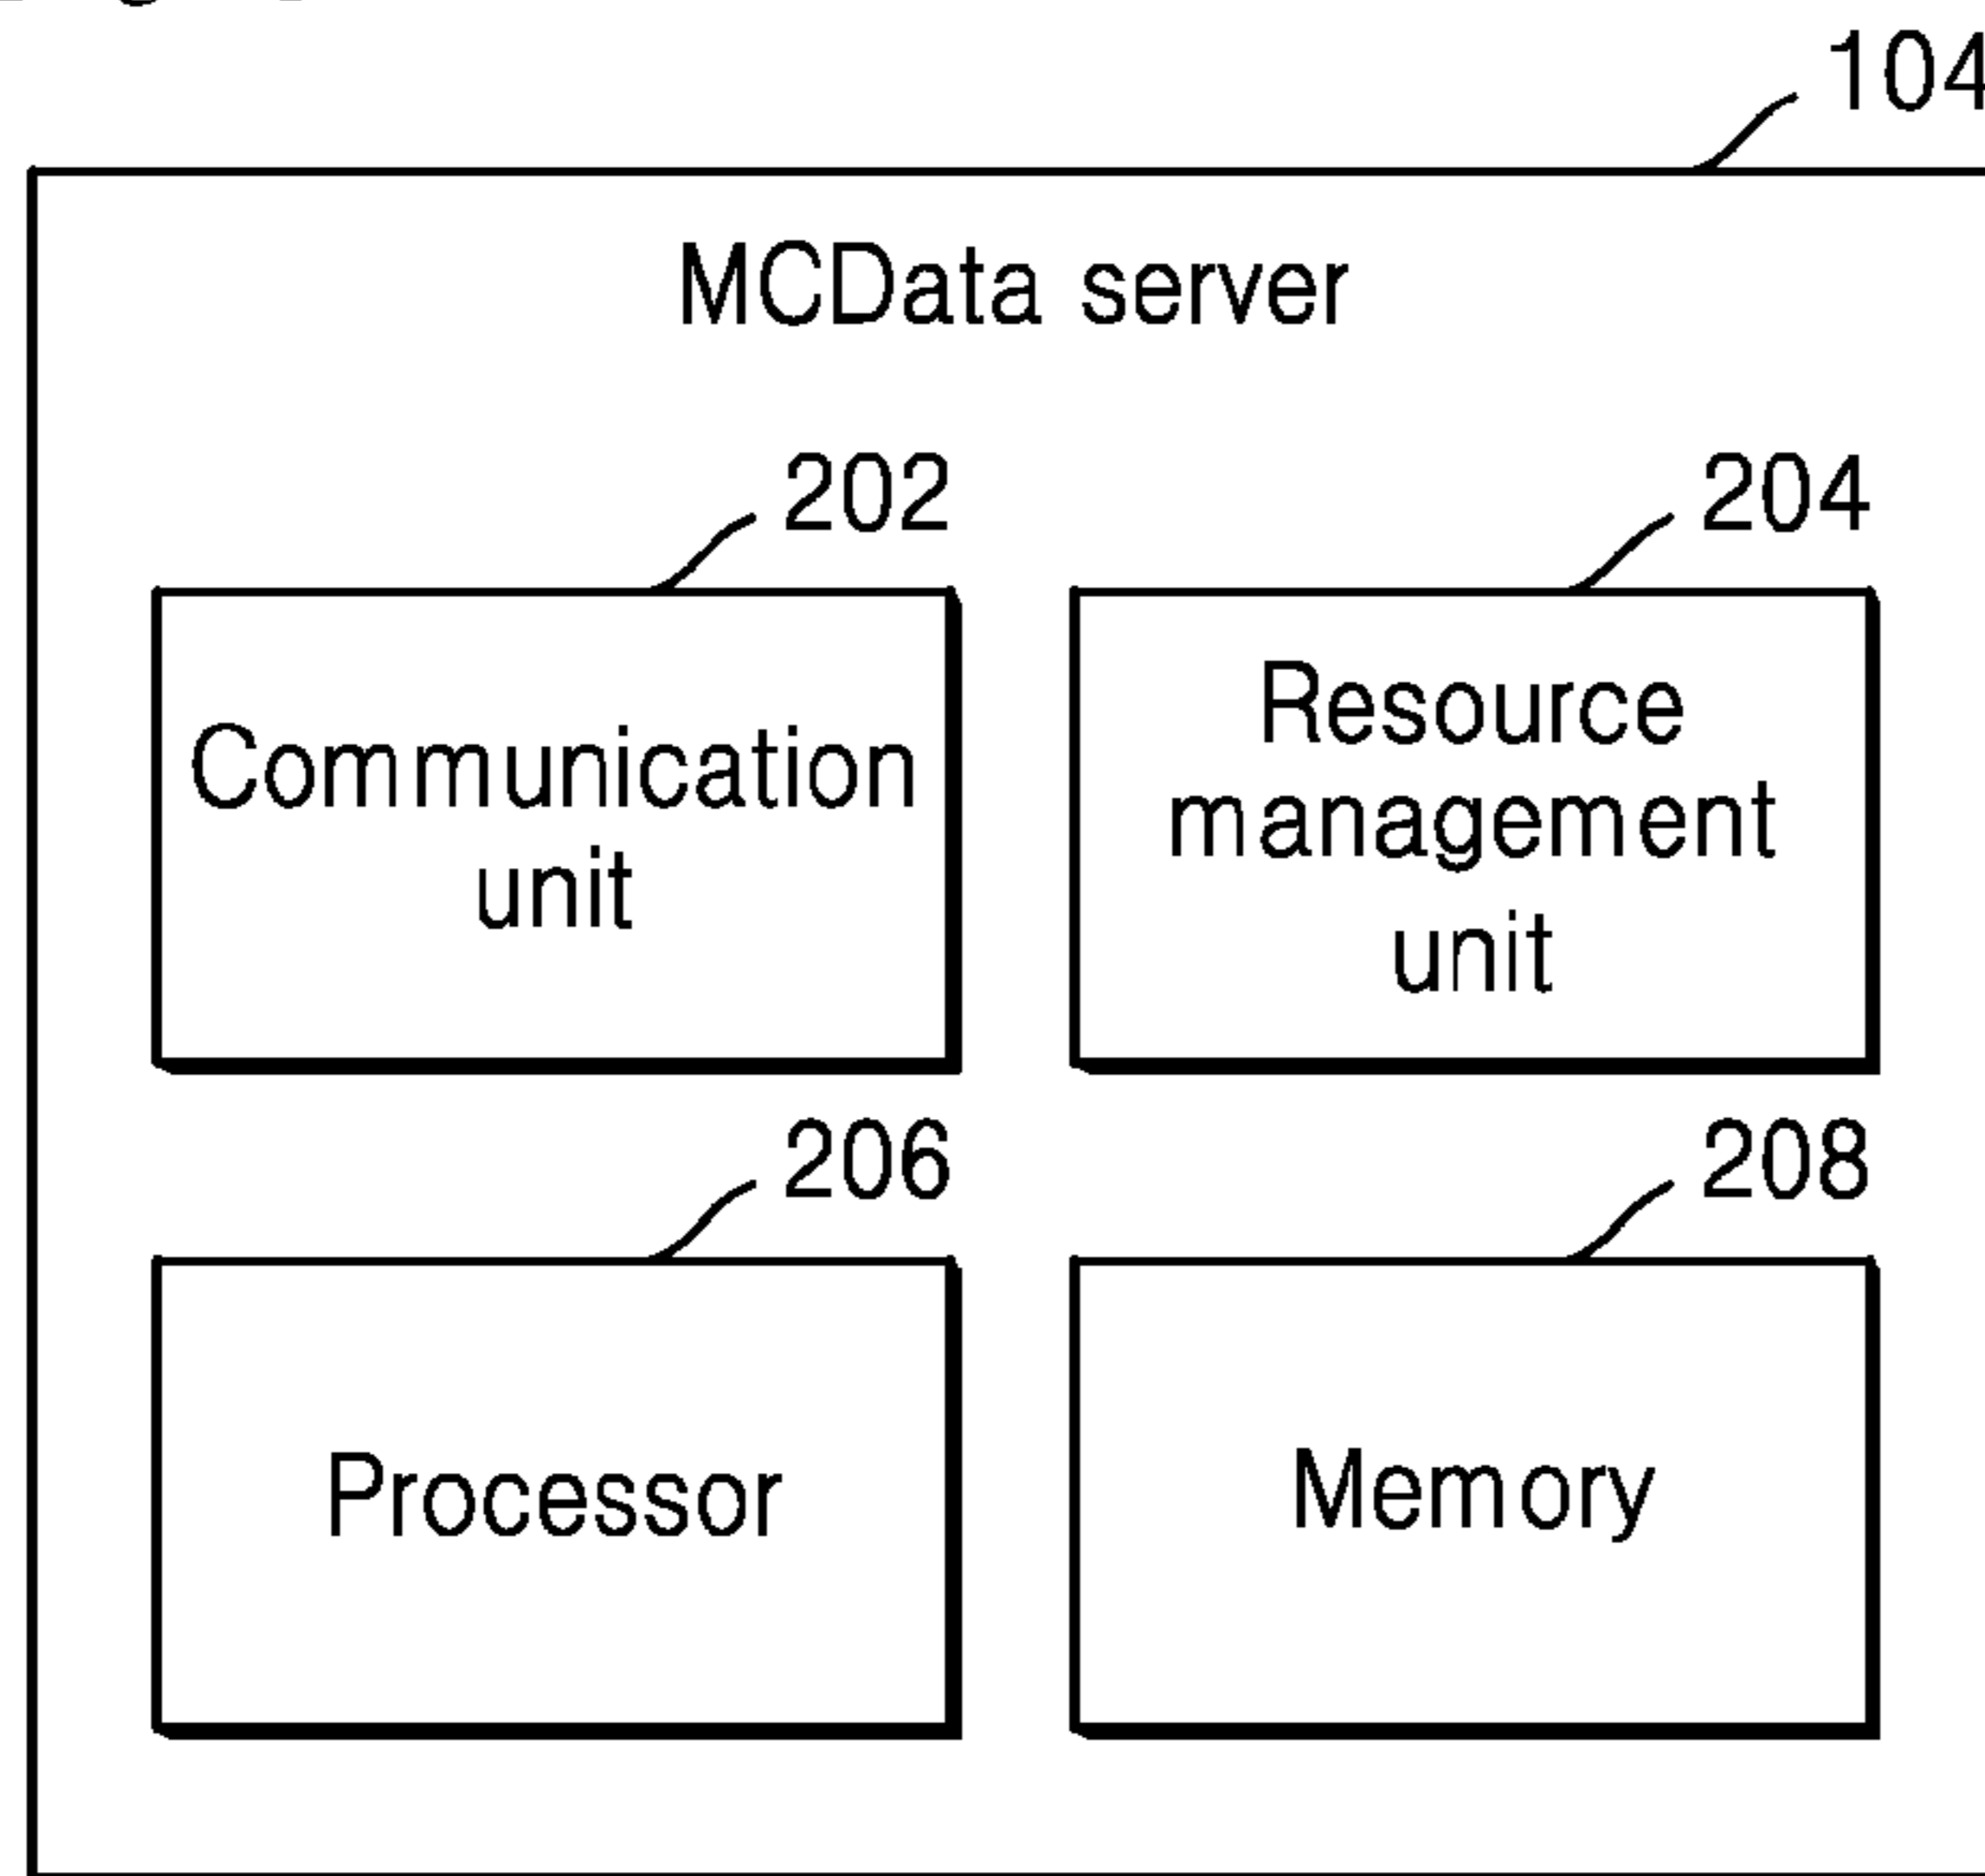 104
MCData server
202
204
Communication
unit
Resource
management
unit
206
208
Processor
Memory